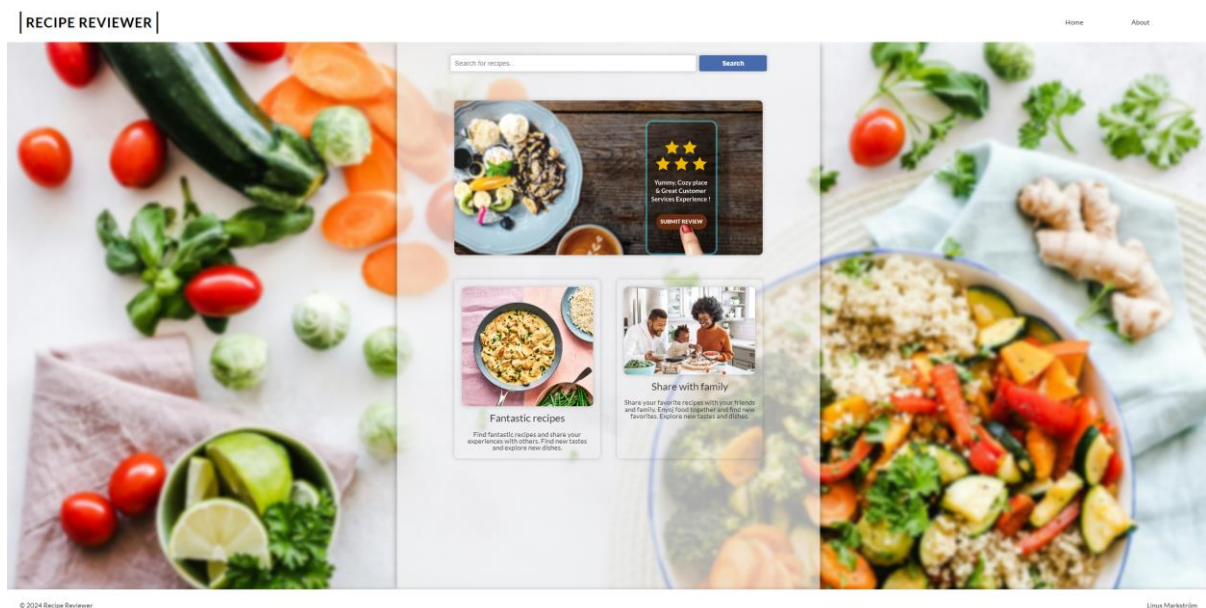 RECIPE REVIEWER
Home
About
Search for recipes...
Search
Yummy, Cozy place
& Great Customer
Services Experience !
SUBMIT REVIEW
Fantastic recipes
Find fantastic recipes and share your
experiences with others. Find new tastes
and explore new dishes.
Share with family
Share your favorite recipes with your friends
and family. Enyoj food together and find new
favorites. Explore new tastes and dishes.
© 2024 Recipe Reviewer
Linus Markström